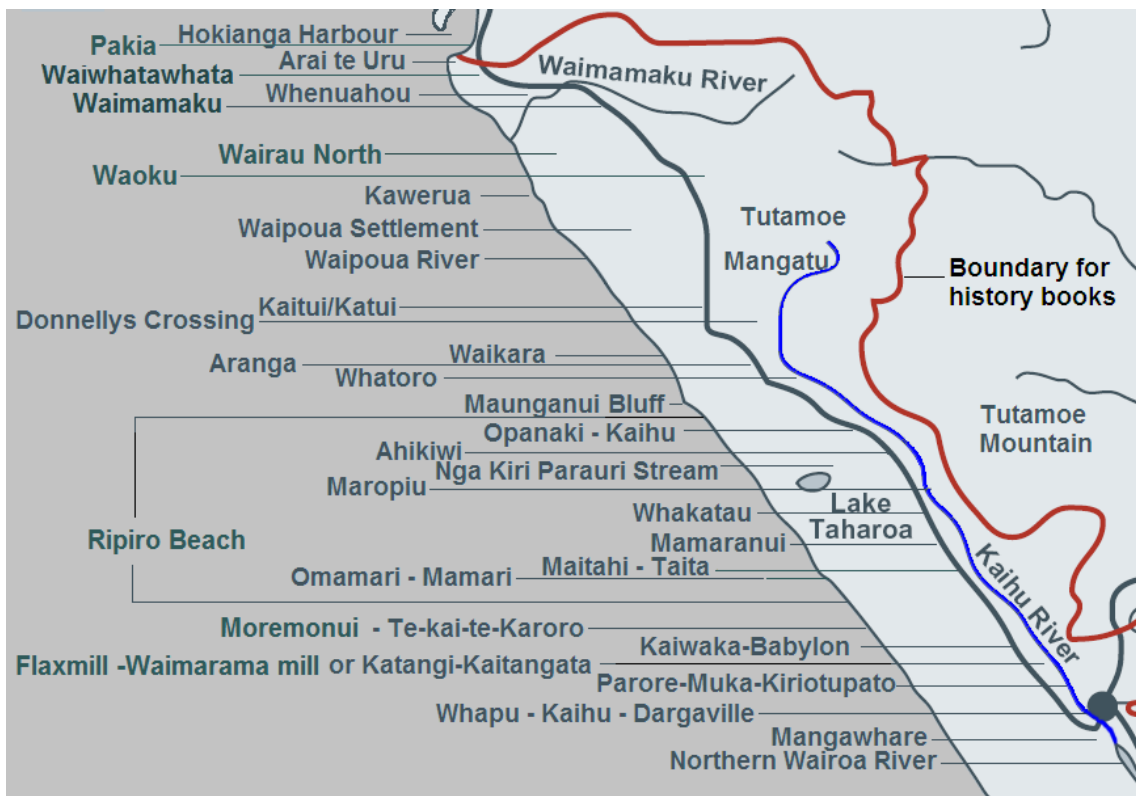 Hokianga Harbour
Pakia
Arai te Uru
Waiwhatawhata
Waimamaku River
Whenuahou
Waimamaku
Wairau North
Waoku
Kawerua
Tutamoe
Waipoua Settlement
Waipoua River
Mangatu
Boundary for
history books
Kaitui/Katui
Donnellys Crossing
Waikara
Aranga
Whatoro
Maunganui Bluff
Tutamoe
Mountain
Opanaki - Kaihu
Ahikiwi
Nga Kiri Parauri Stream
Maropiu
Lake
Taharoa
Whakatau
Ripiro Beach
Mamaranui
Maitahi - Taita
Omamari - Mamari
Kaihu River
Moremonui - Te-kai-te-Karoro
Kaiwaka-Babylon
Flaxmill -Waimarama mill or Katangi-Kaitangata
Parore-Muka-Kiriotupato
Whapu - Kaihu - Dargaville
Mangawhare
Northern Wairoa River